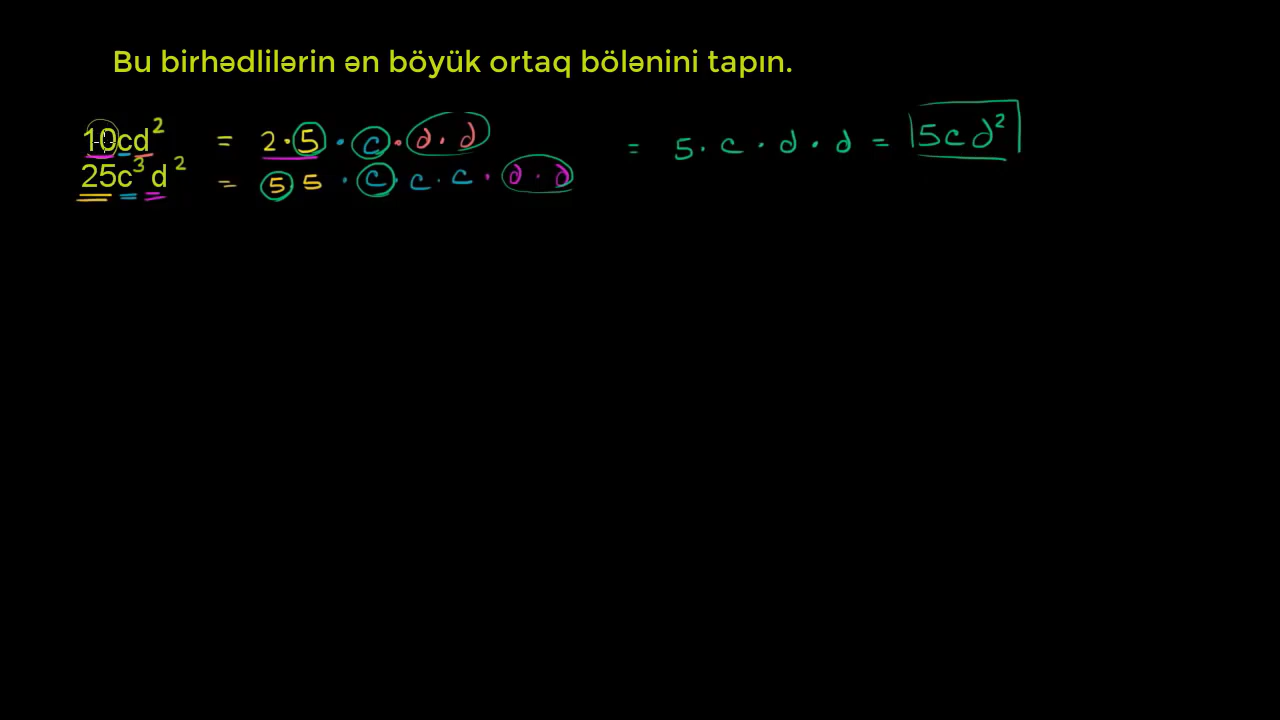 Bu birhədlilərin ən böyük ortaq bölənini tapın.
10cd² = 2 · 5 · c · d · d = 5 · c · d · d = 5cd²
25c³d² = 5 5 · c · c · c · d · d